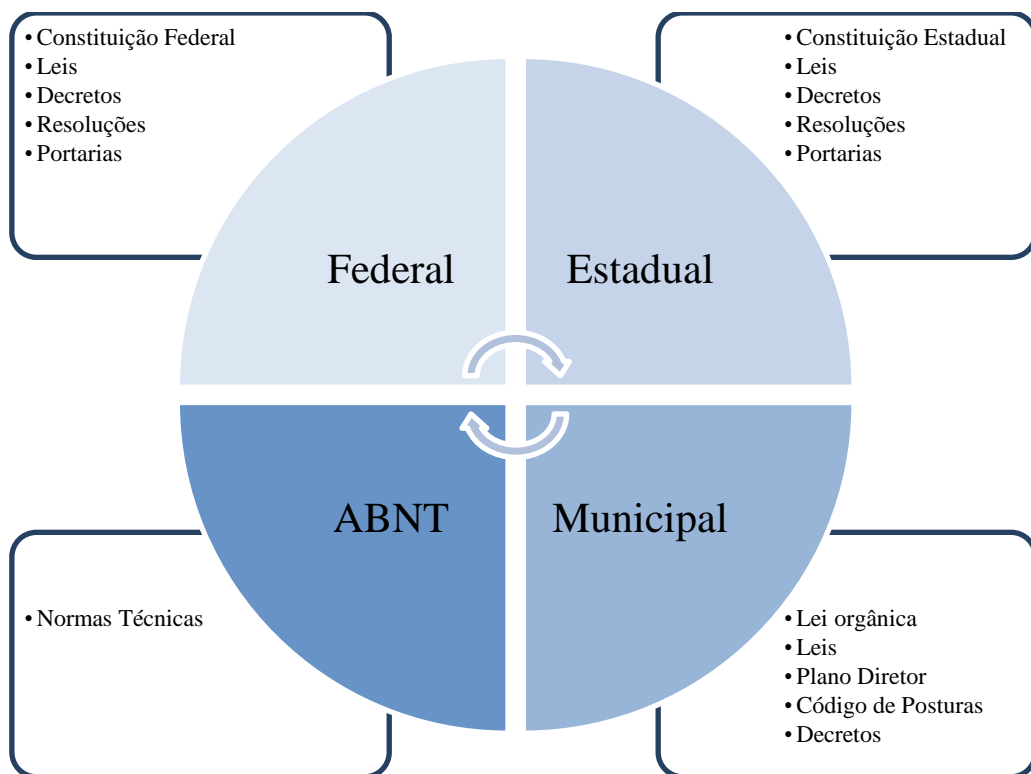 • Constituição Federal
• Leis
• Decretos
• Resoluções
• Portarias
• Constituição Estadual
• Leis
• Decretos
• Resoluções
• Portarias
Federal
Estadual
ABNT
Municipal
• Normas Técnicas
• Lei orgânica
• Leis
• Plano Diretor
• Código de Posturas
• Decretos